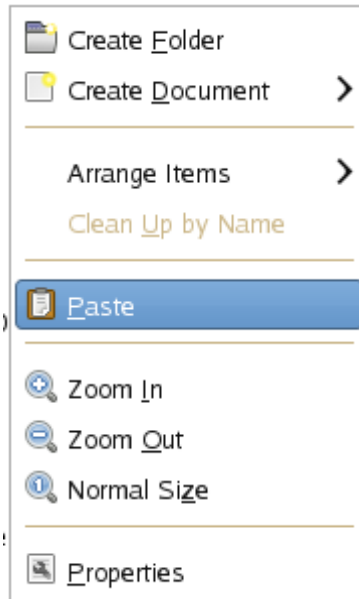 Create Folder
Create Document
Arrange Items
Clean Up by Name
Paste
Zoom In
Zoom Out
Normal Size
Properties